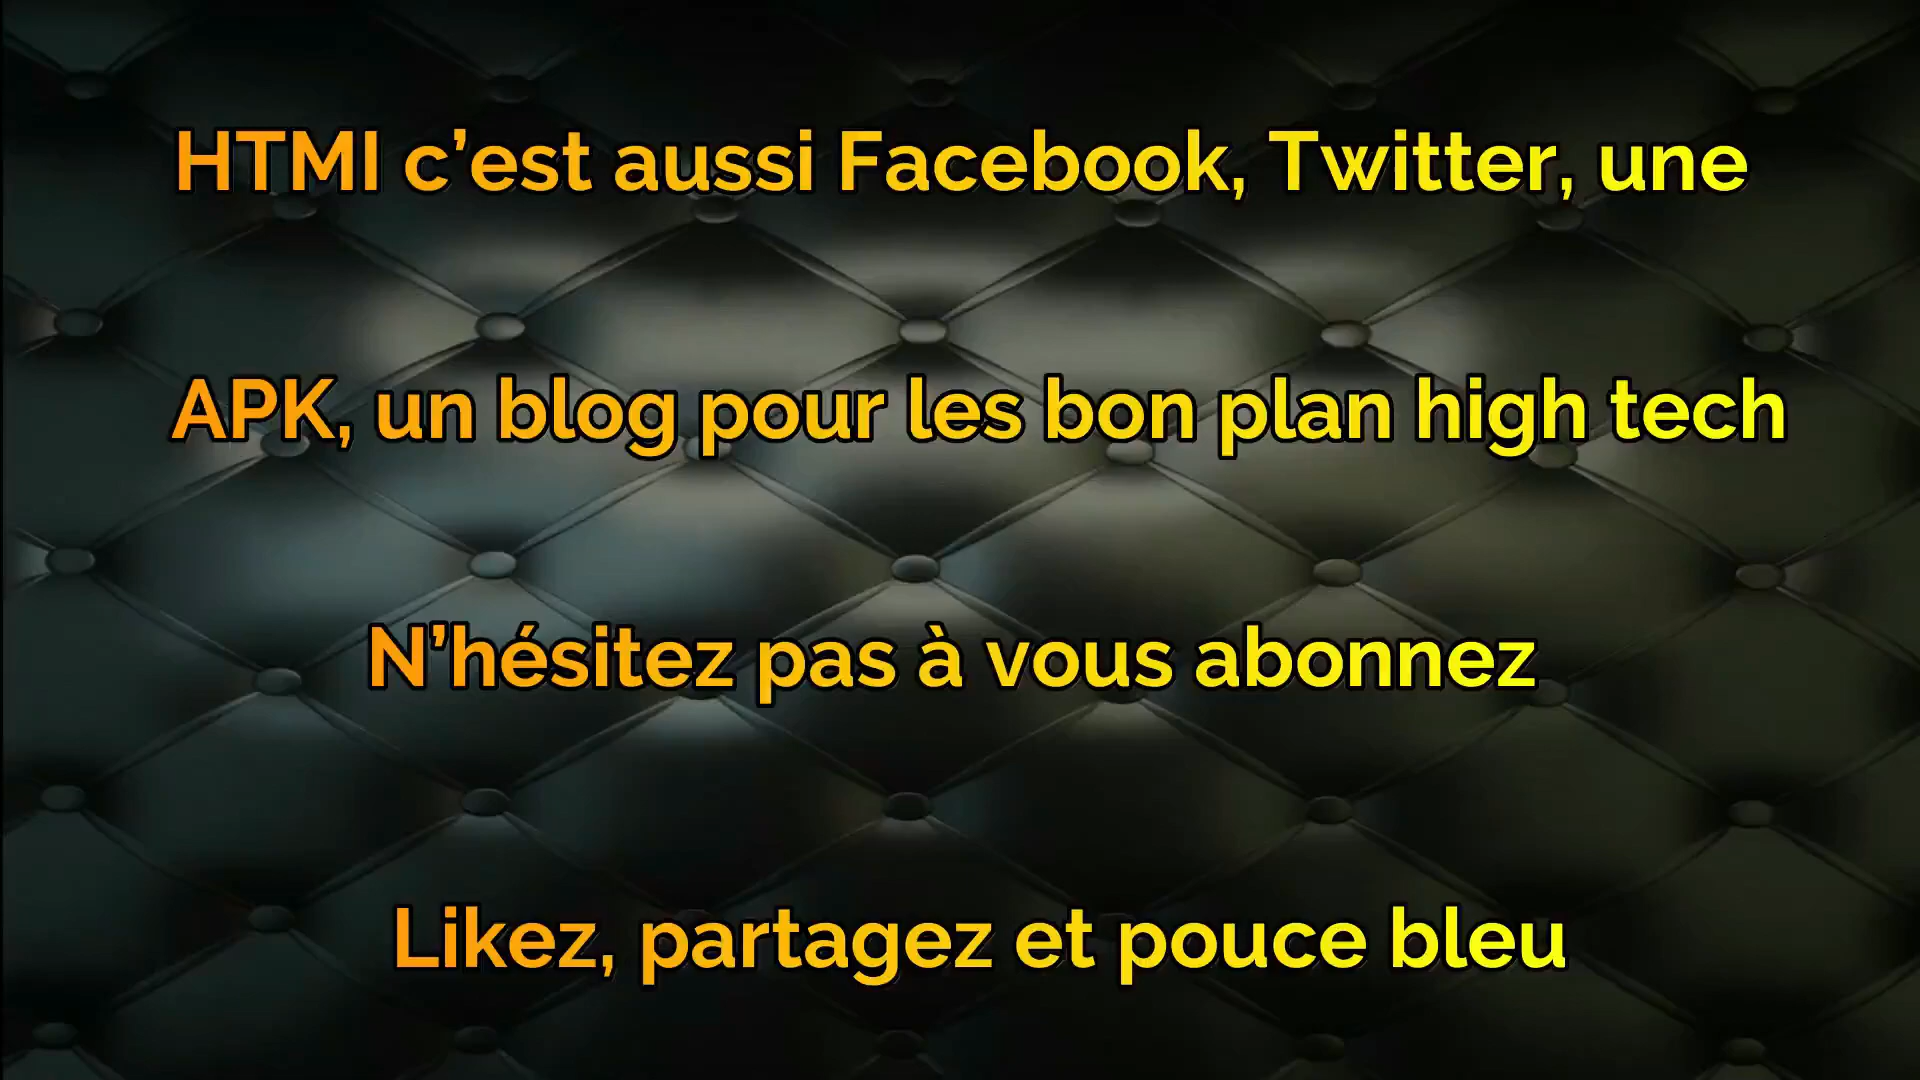 HTMI c’est aussi Facebook, Twitter, une
APK, un blog pour les bon plan high tech
N’hésitez pas à vous abonnez
Likez, partagez et pouce bleu